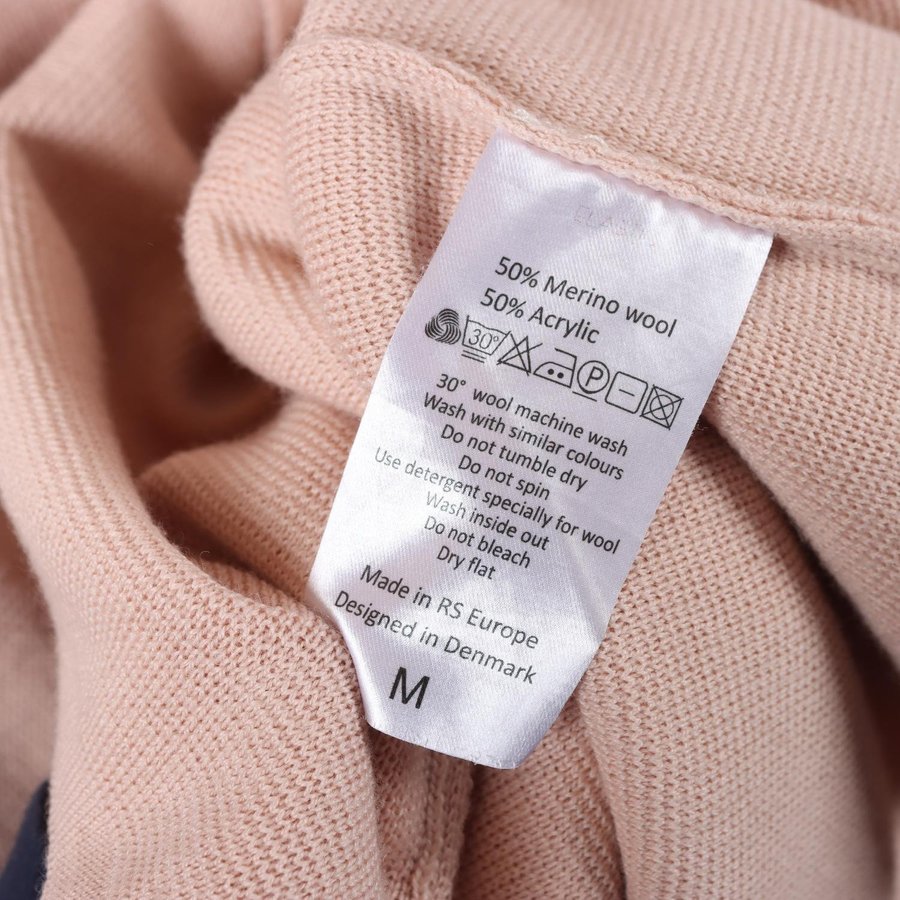 50% Merino wool
50% Acrylic
30° P
30° wool machine wash
Wash with similar colours
Do not tumble dry
Do not spin
Use detergent specially for wool
Wash inside out
Do not bleach
Dry flat
Made in RS Europe
Designed in Denmark
M